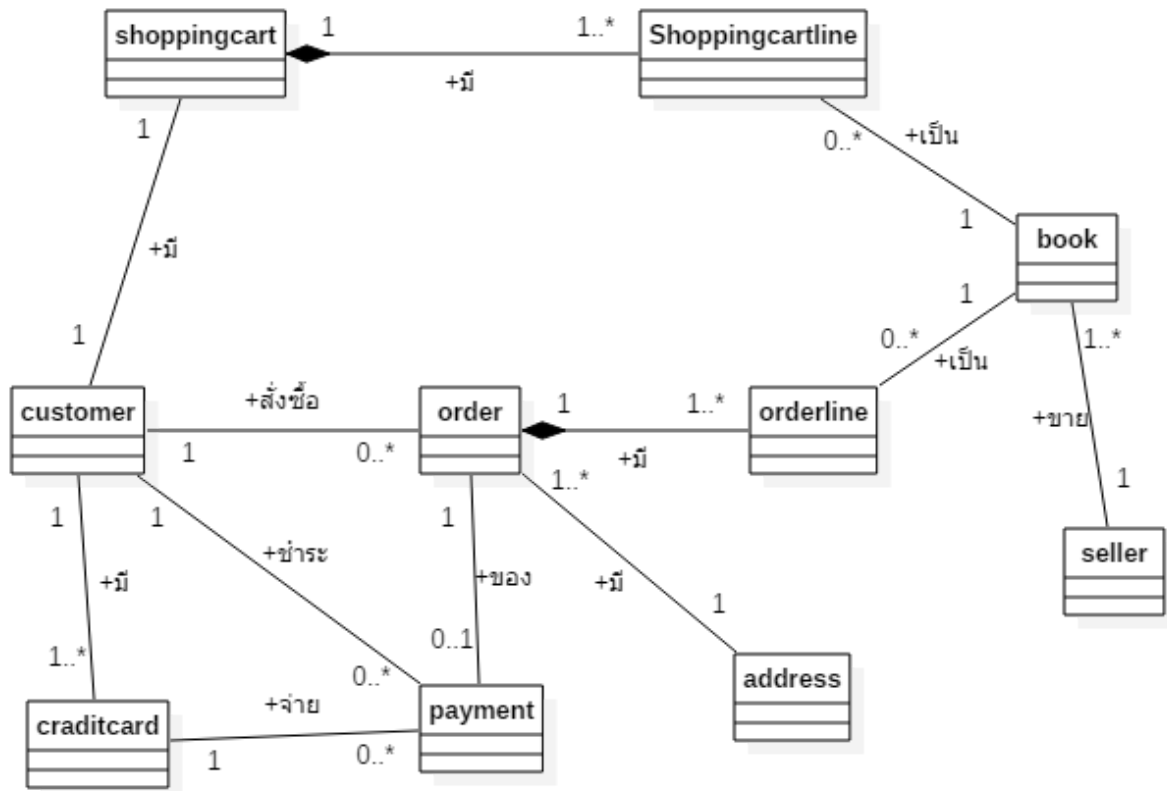 shoppingcart
1
1..*
Shoppingcartline
+มี
1
0..*
+เป็น
+มี
1
book
1
1
0..*
1..*
+เป็น
customer
+สั่งซื้อ
order
1
1..*
orderline
1
0..*
+มี
+ขาย
1
1
1
1..*
1
+ชำระ
seller
+มี
+ของ
+มี
1
1..*
0..*
0..1
address
craditcard
+จ่าย
payment
1
0..*